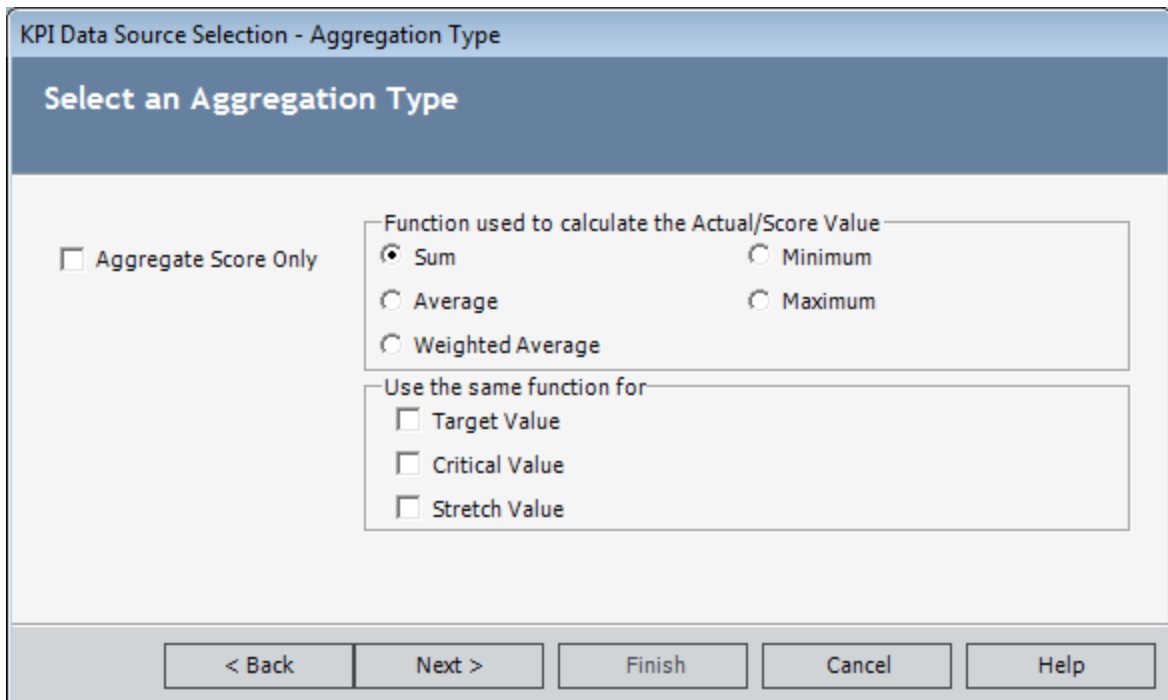 KPI Data Source Selection - Aggregation Type
Select an Aggregation Type
Aggregate Score Only
Function used to calculate the Actual/Score Value
Sum
Minimum
Average
Maximum
Weighted Average
Use the same function for
Target Value
Critical Value
Stretch Value
< Back
Next >
Finish
Cancel
Help